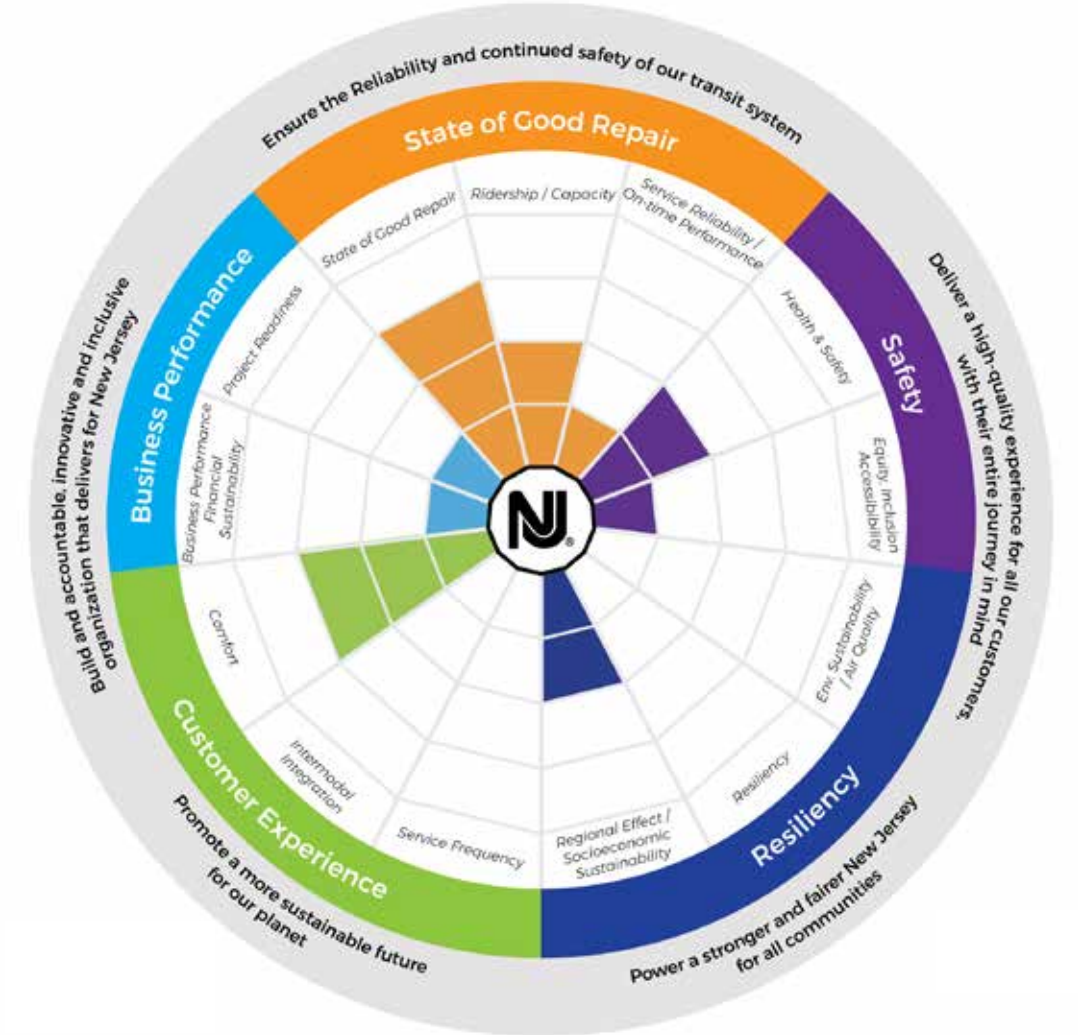 Ensure the Reliability and continued safety of our transit system
State of Good Repair
State of Good Repair
Ridership / Capacity
Service Reliability /
On-time Performance
Safety
Health & Safety
Equity, Inclusion
Accessibibility
Deliver a high-quality experience for all our customers,
with their entire journey in mind
Resiliency
Env. Sustainability
/ Air Quality
Resiliency
Regional Effect /
Socioeconomic
Sustainability
Power a stronger and fairer New Jersey
for all communities
Customer Experience
Service Frequency
Intermodal
Integration
Comfort
Promote a more sustainable future
for our planet
Business Performance
Business Performance
Financial
Sustainability
Project Readiness
Build and accountable, innovative and inclusive
organization that delivers for New Jersey
NJ®